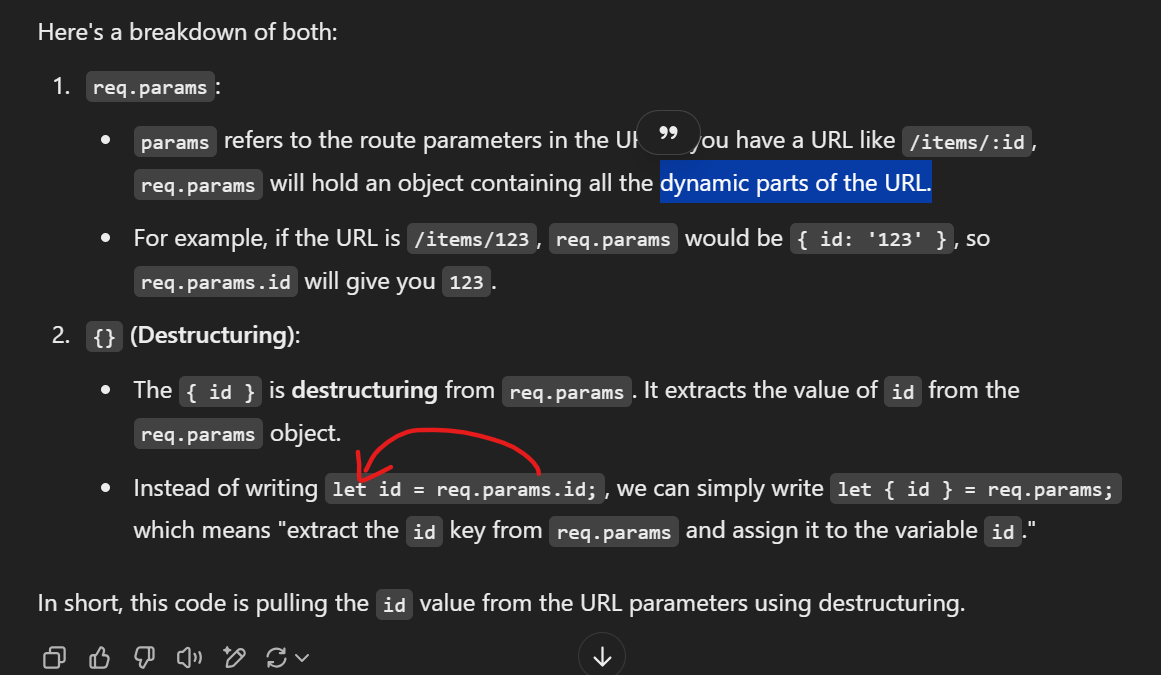 Here's a breakdown of both:
1. req.params:
• params refers to the route parameters in the you have a URL like /items/:id,
req.params will hold an object containing all the dynamic parts of the URL.
• For example, if the URL is /items/123, req.params would be { id: '123' }, so
req.params.id will give you 123.
2. {} (Destructuring):
• The { id } is destructuring from req.params. It extracts the value of id from the
req.params object.
• Instead of writing let id = req.params.id;, we can simply write let { id } = req.params;
which means "extract the id key from req.params and assign it to the variable id."
In short, this code is pulling the id value from the URL parameters using destructuring.